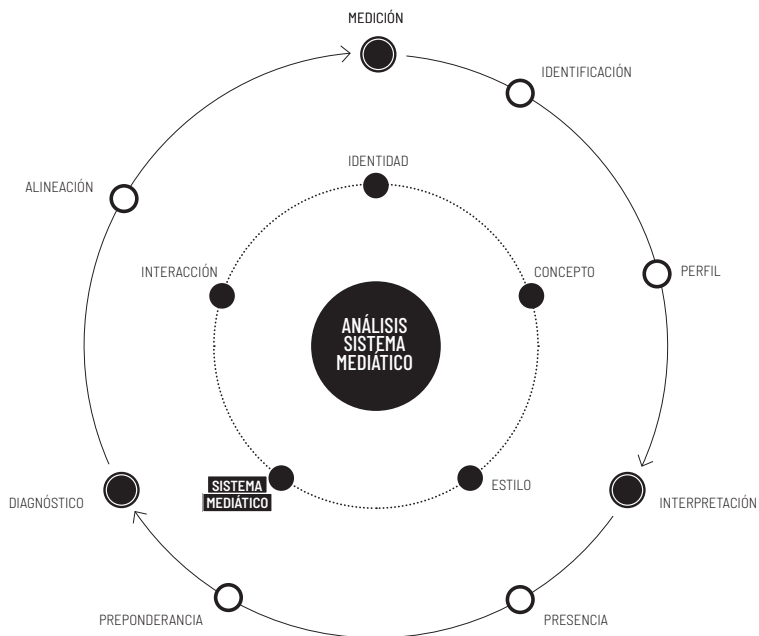 MEDICIÓN
IDENTIFICACIÓN
IDENTIDAD
ALINEACIÓN
INTERACCIÓN
CONCEPTO
PERFIL
ANÁLISIS
SISTEMA
MEDIÁTICO
SISTEMA
MEDIÁTICO
ESTILO
DIAGNÓSTICO
INTERPRETACIÓN
PREPONDERANCIA
PRESENCIA